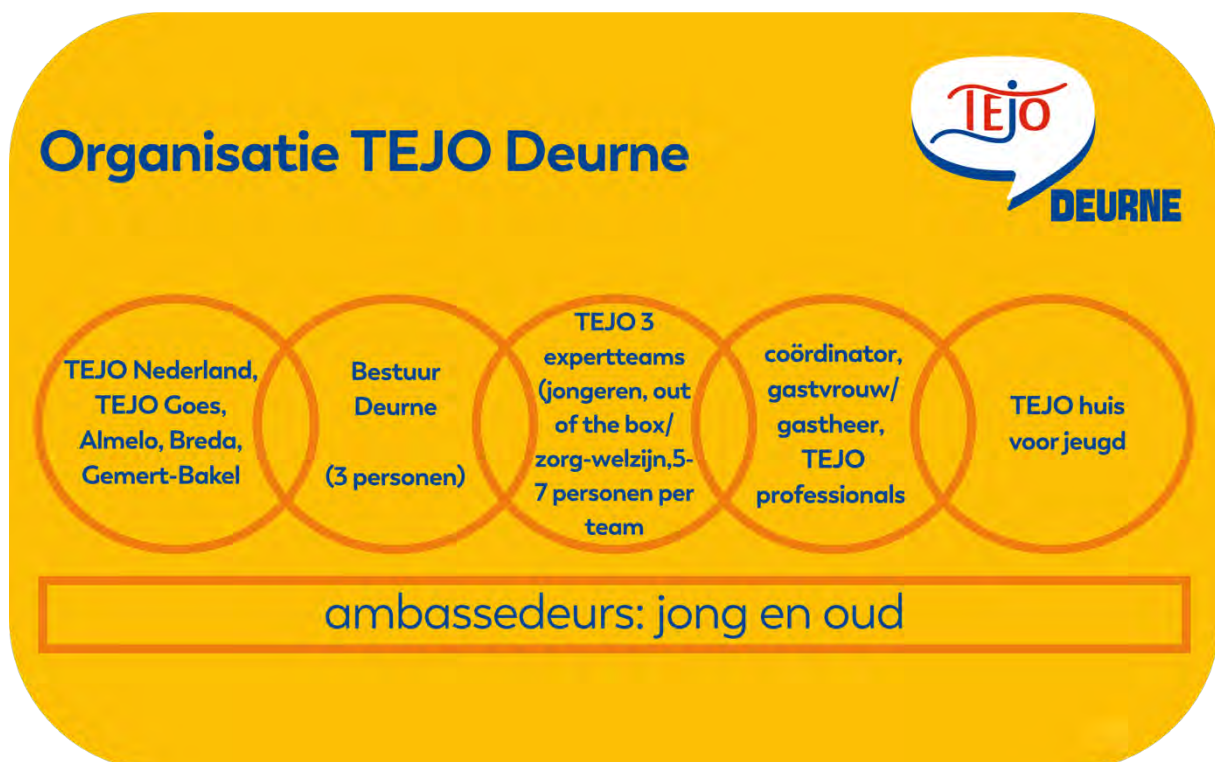 TEJO
DEURNE
Organisatie TEJO Deurne
TEJO Nederland,
TEJO Goes,
Almelo, Breda,
Gemert-Bakel
Bestuur
Deurne
(3 personen)
TEJO 3
expertteams
(jongeren, out
of the box/
zorg-welzijn,5-
7 personen per
team
coördinator,
gastvrouw/
gastheer,
TEJO
professionals
TEJO huis
voor jeugd
ambassedeurs: jong en oud